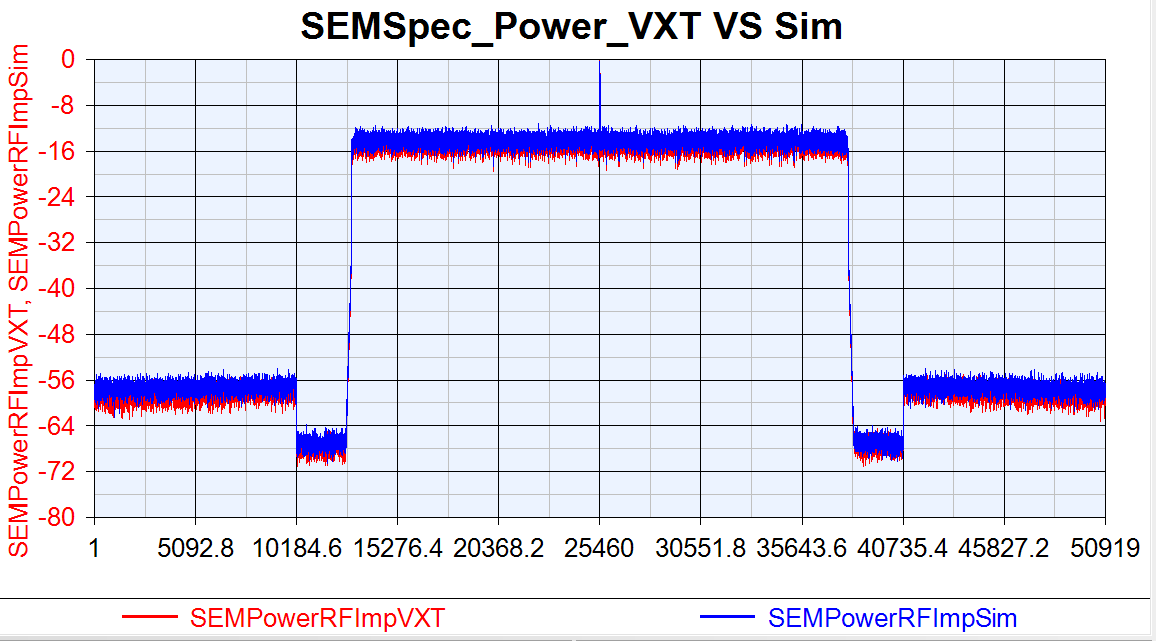 SEMSpec_Power_VXT VS Sim
SEMPowerRFImpVXT, SEMPowerRFImpSim
0
-8
-16
-24
-32
-40
-48
-56
-64
-72
-80
1 5092.8 10184.6 15276.4 20368.2 25460 30551.8 35643.6 40735.4 45827.2 50919
SEMPowerRFImpVXT SEMPowerRFImpSim